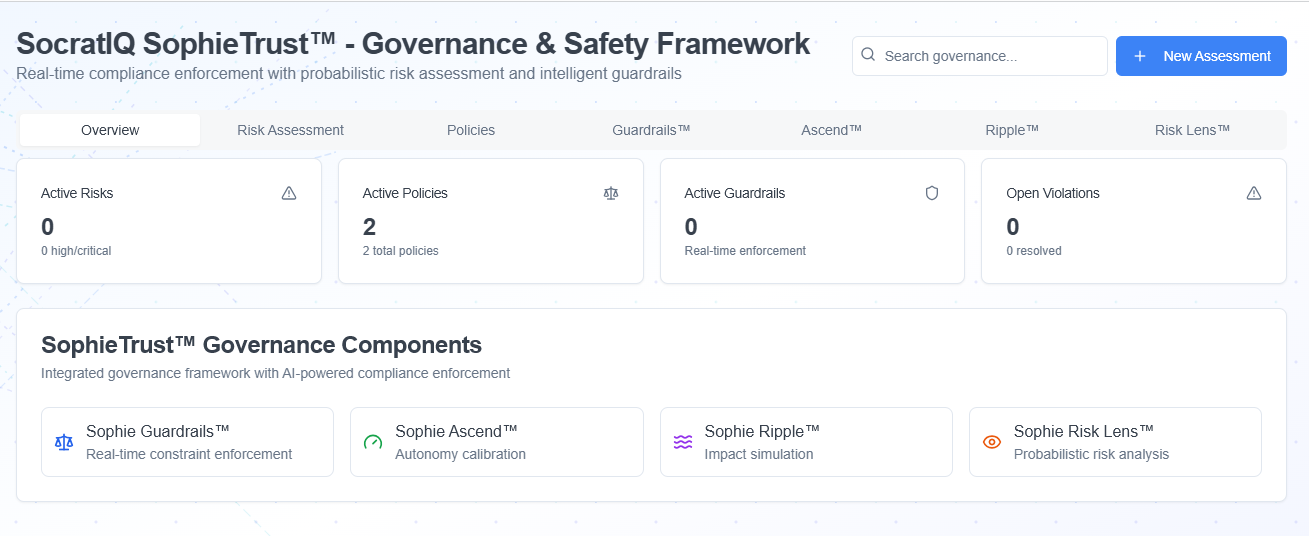 SocratIQ SophieTrust™ - Governance & Safety Framework
Real-time compliance enforcement with probabilistic risk assessment and intelligent guardrails
Search governance...
New Assessment
Overview
Risk Assessment
Policies
Guardrails™
Ascend™
Ripple™
Risk Lens™
Active Risks
0
0 high/critical
Active Policies
2
2 total policies
Active Guardrails
0
Real-time enforcement
Open Violations
0
0 resolved
SophieTrust™ Governance Components
Integrated governance framework with AI-powered compliance enforcement
Sophie Guardrails™
Real-time constraint enforcement
Sophie Ascend™
Autonomy calibration
Sophie Ripple™
Impact simulation
Sophie Risk Lens™
Probabilistic risk analysis